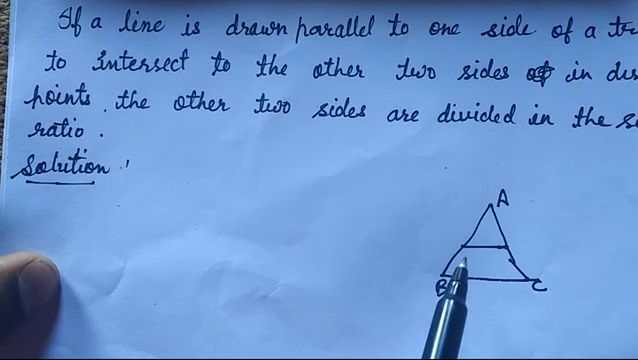 If a line is drawn parallel to one side of a
to intersect to the other two sides in
points. the other two sides are divided in the
ratio.
Solution :
A
B C